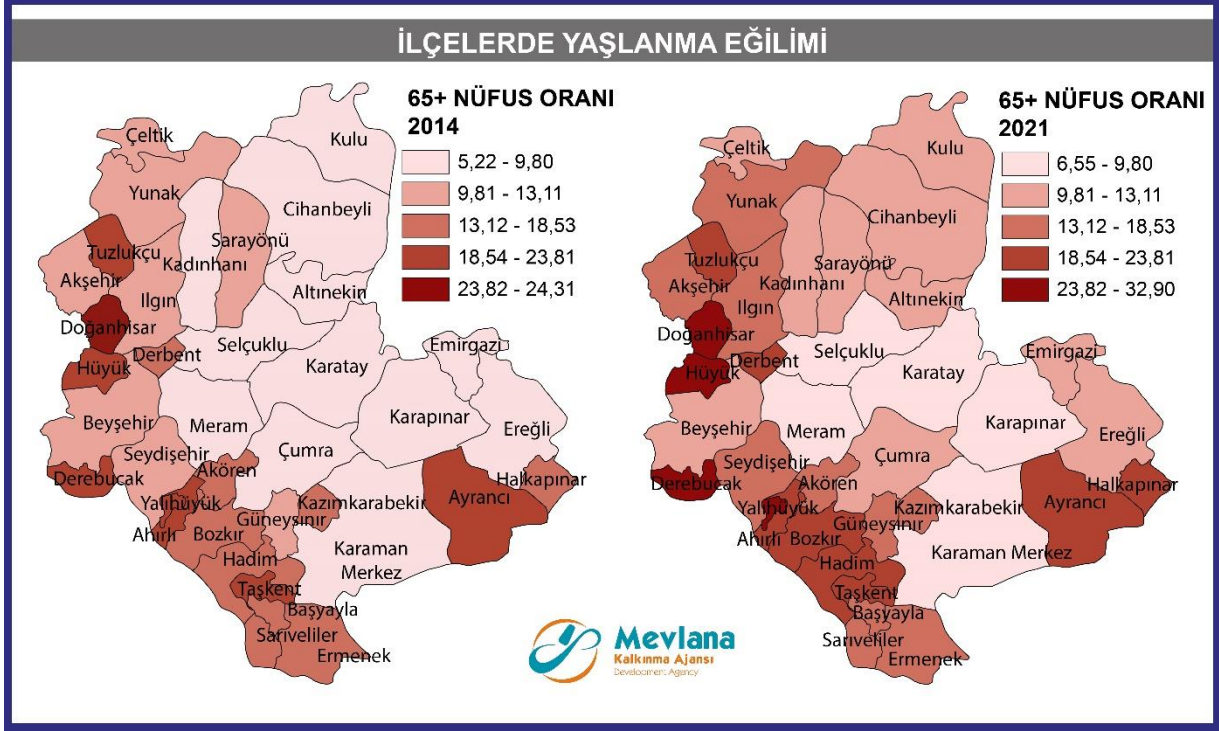 İLÇELERDE YAŞLANMA EĞİLİMİ
65+ NÜFUS ORANI
2014
5,22 - 9,80
9,81 - 13,11
13,12 - 18,53
18,54 - 23,81
23,82 - 24,31
Çeltik
Kulu
Yunak
Cihanbeyli
Tuzlukçu
Sarayönü
Kadınhanı
Akşehir
Ilgın
Altınekin
Doğanhisar
Derbent
Selçuklu
Emirgazi
Hüyük
Karatay
Beyşehir
Meram
Karapınar
Ereğli
Çumra
Seydişehir
Akören
Derebucak
Halkapınar
Yalıhüyük
Kazımkarabekir
Ayrancı
Güneysınır
Ahırlı
Bozkır
Hadim
Karaman
Merkez
Taşkent
Başyayla
Sarıveliler
Ermenek
65+ NÜFUS ORANI
2021
6,55 - 9,80
9,81 - 13,11
13,12 - 18,53
18,54 - 23,81
23,82 - 32,90
Çeltik
Kulu
Yunak
Cihanbeyli
Tuzlukçu
Sarayönü
Akşehir
Kadınhanı
Ilgın
Altınekin
Doğanhisar
Selçuklu
Emirgazi
Derbent
Hüyük
Karatay
Beyşehir
Meram
Karapınar
Ereğli
Çumra
Seydişehir
Derebucak
Akören
Halkapınar
Yalıhüyük
Kazımkarabekir
Ayrancı
Güneysınır
Ahırlı
Bozkır
Karaman Merkez
Hadim
Taşkent
Başyayla
Sarıveliler
Ermenek
Mevlana
Kalkınma Ajansı
Development Agency